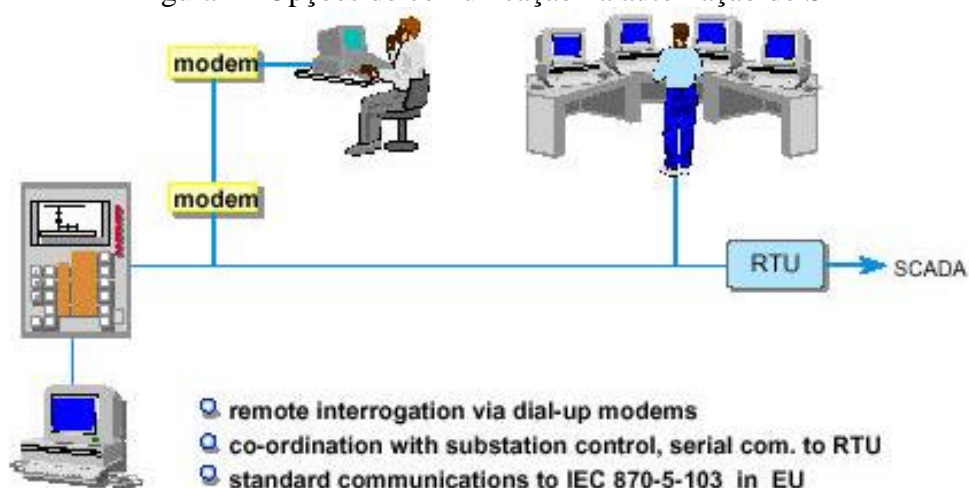 modem
modem
RTU
SCADA
remote interrogation via dial-up modems
co-ordination with substation control, serial com. to RTU
standard communications to IEC 870-5-103 in EU